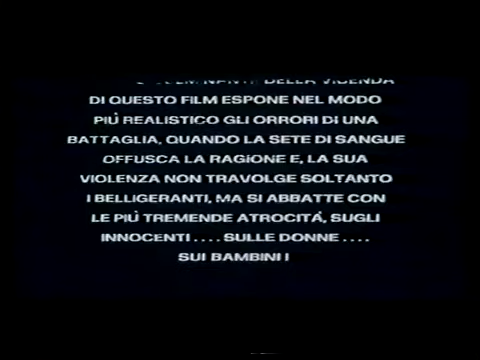 DELLA VICENDA
DI QUESTO FILM ESPONE NEL MODO
PIÙ REALISTICO GLI ORRORI DI UNA
BATTAGLIA, QUANDO LA SETE DI SANGUE
OFFUSCA LA RAGIONE E, LA SUA
VIOLENZA NON TRAVOLGE SOLTANTO
I BELLIGERANTI, MA SI ABBATTE CON
LE PIÙ TREMENDE ATROCITÀ, SUGLI
INNOCENTI .... SULLE DONNE ....
SUI BAMBINI !